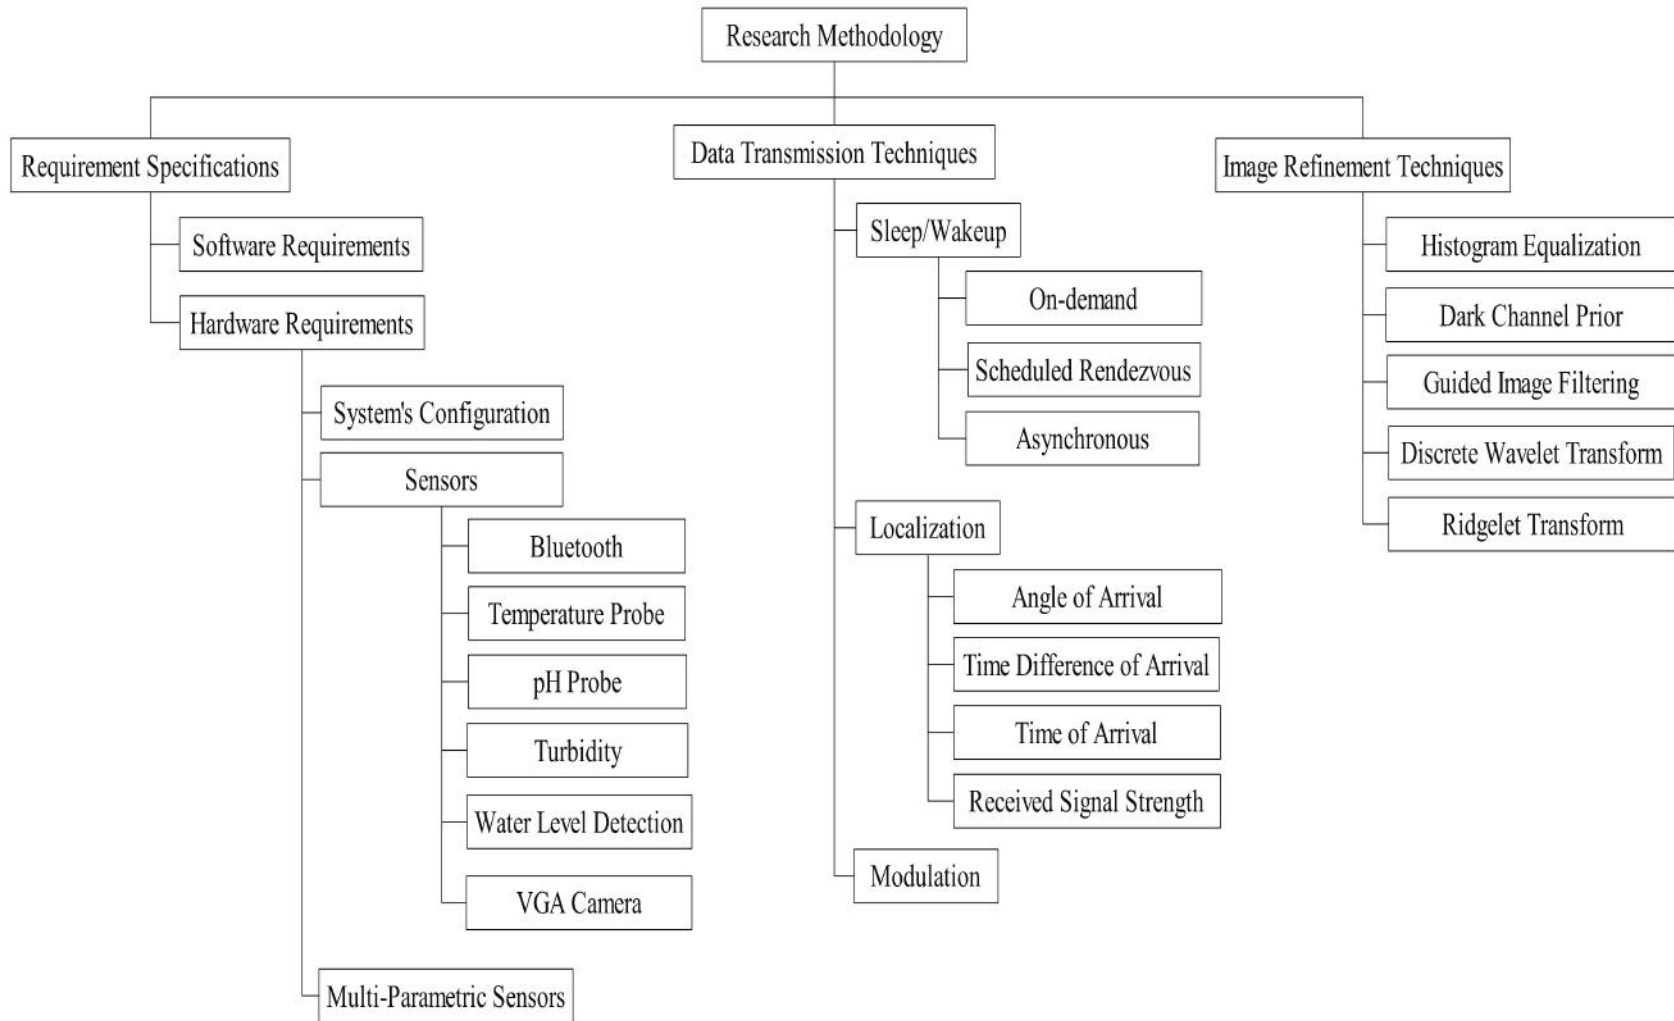 Research Methodology
Requirement Specifications
Software Requirements
Hardware Requirements
System's Configuration
Sensors
Bluetooth
Temperature Probe
pH Probe
Turbidity
Water Level Detection
VGA Camera
Multi-Parametric Sensors
Data Transmission Techniques
Sleep/Wakeup
On-demand
Scheduled Rendezvous
Asynchronous
Localization
Angle of Arrival
Time Difference of Arrival
Time of Arrival
Received Signal Strength
Modulation
Image Refinement Techniques
Histogram Equalization
Dark Channel Prior
Guided Image Filtering
Discrete Wavelet Transform
Ridgelet Transform